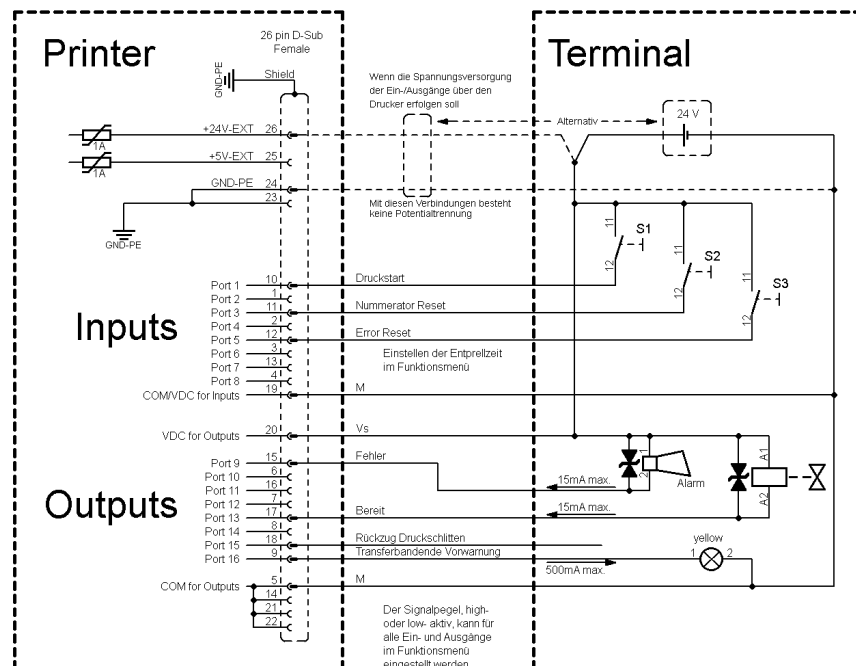 Printer
26 pin D-Sub
Female
Terminal
GND-PE
Shield
Wenn die Spannungsversorgung
der Ein-/Ausgänge über den
Drucker erfolgen soll
Alternativ
24 V
+24V-EXT 26
1A
+5V-EXT 25
1A
GND-PE 24
23
GND-PE
Mit diesen Verbindungen besteht
keine Potentialtrennung
11 S1 12
11 S2 12
11 S3 12
Inputs
Port 1 10 Druckstart
Port 2 1
Port 3 11 Nummerator Reset
Port 4 2
Port 5 12 Error Reset
Port 6 3
Port 7 13
Port 8 4
Einstellen der Entprellzeit
im Funktionsmenü
COM/VDC for Inputs 19 M
VDC for Outputs 20 Vs
Outputs
Port 9 15 Fehler
Port 10 6
Port 11 16
Port 12 7
Port 13 17 Bereit
Port 14 8
Port 15 18 Rückzug Druckschlitten
Port 16 9 Transferbandende Vorwarnung
15mA max.
1
2
Alarm
A1
A2
15mA max.
yellow
1 2
500mA max.
COM for Outputs 5 M
14
21
22
Der Signalpegel, high-
oder low- aktiv, kann für
alle Ein- und Ausgänge
im Funktionsmenü
eingestellt werden